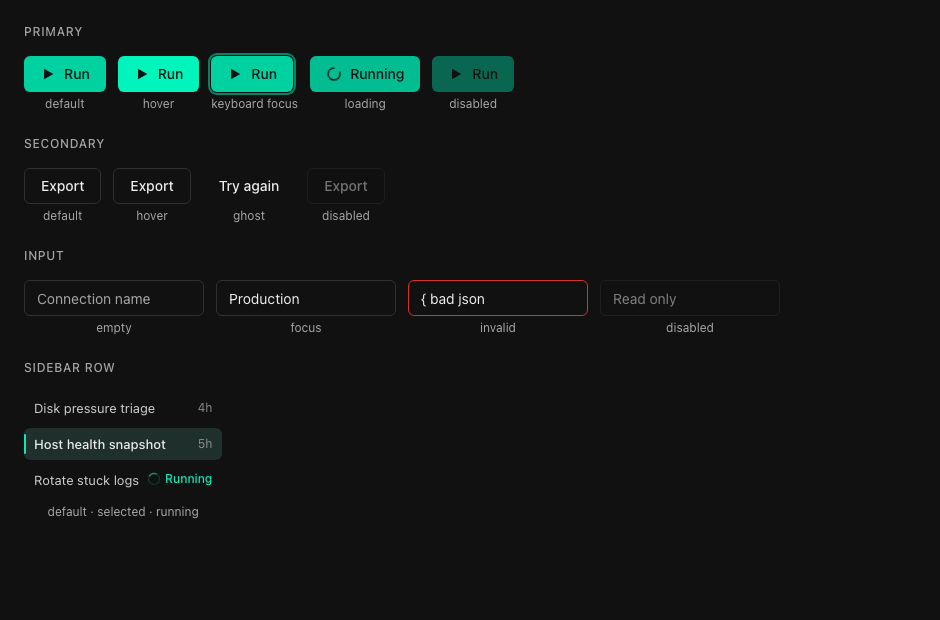 PRIMARY
Run Run Run Running Run
default hover keyboard focus loading disabled
SECONDARY
Export Export Try again Export
default hover ghost disabled
INPUT
Connection name Production { bad json Read only
empty focus invalid disabled
SIDEBAR ROW
Disk pressure triage 4h
Host health snapshot 5h
Rotate stuck logs Running
default · selected · running